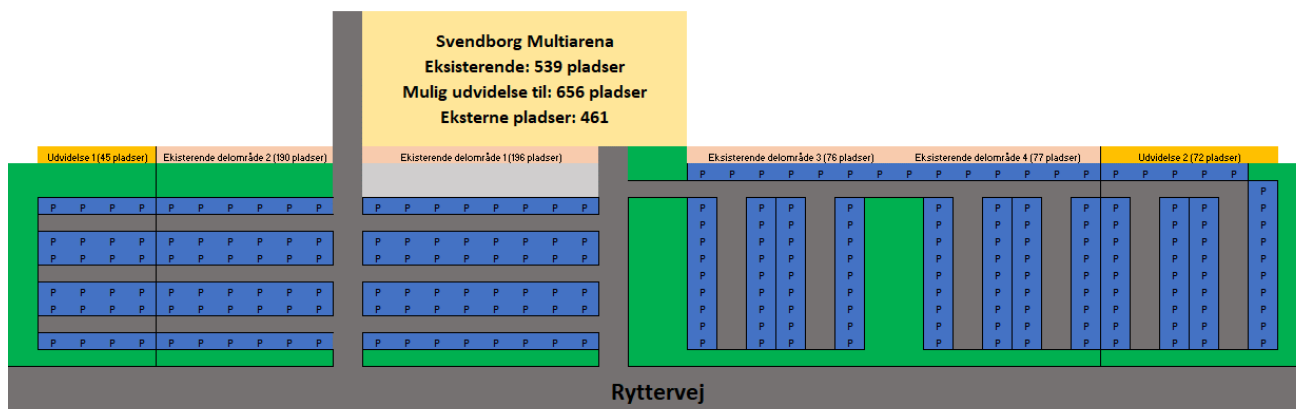 Svendborg Multiarena
Eksisterende: 539 pladser
Mulig udvidelse til: 656 pladser
Eksterne pladser: 461
Udvidelse 1 (45 pladser) Ekisterende delområde 2 (190 pladser) Ekisterende delområde 1 (196 pladser) Eksisterende delområde 3 (76 pladser) Eksisterende delområde 4 (77 pladser) Udvidelse 2 (72 pladser)
P P P P P P P P P P P P P P P P P P P
P
P P P P P P P P P P P P P P P P P P P P P P P P P P P P P P
P P P P P P P P P P P P
P P P P P P P P P P P P P P P P P P P P P P P P P P P P P P
P P P P P P P P P P P P P P P P P P P P P P P P P P P P P P
P P P P P P P P P P P P
P P P P P P P P P P P P P P P P P P P P P P P P P P P P P P
P P P P P P P P P P P P P P P P P P P P P P P P P P P P P P
P P P P P P P P P P P P
P P P P P P P P P P P P P P P P P P P P P P P P P P P P P P
Ryttervej